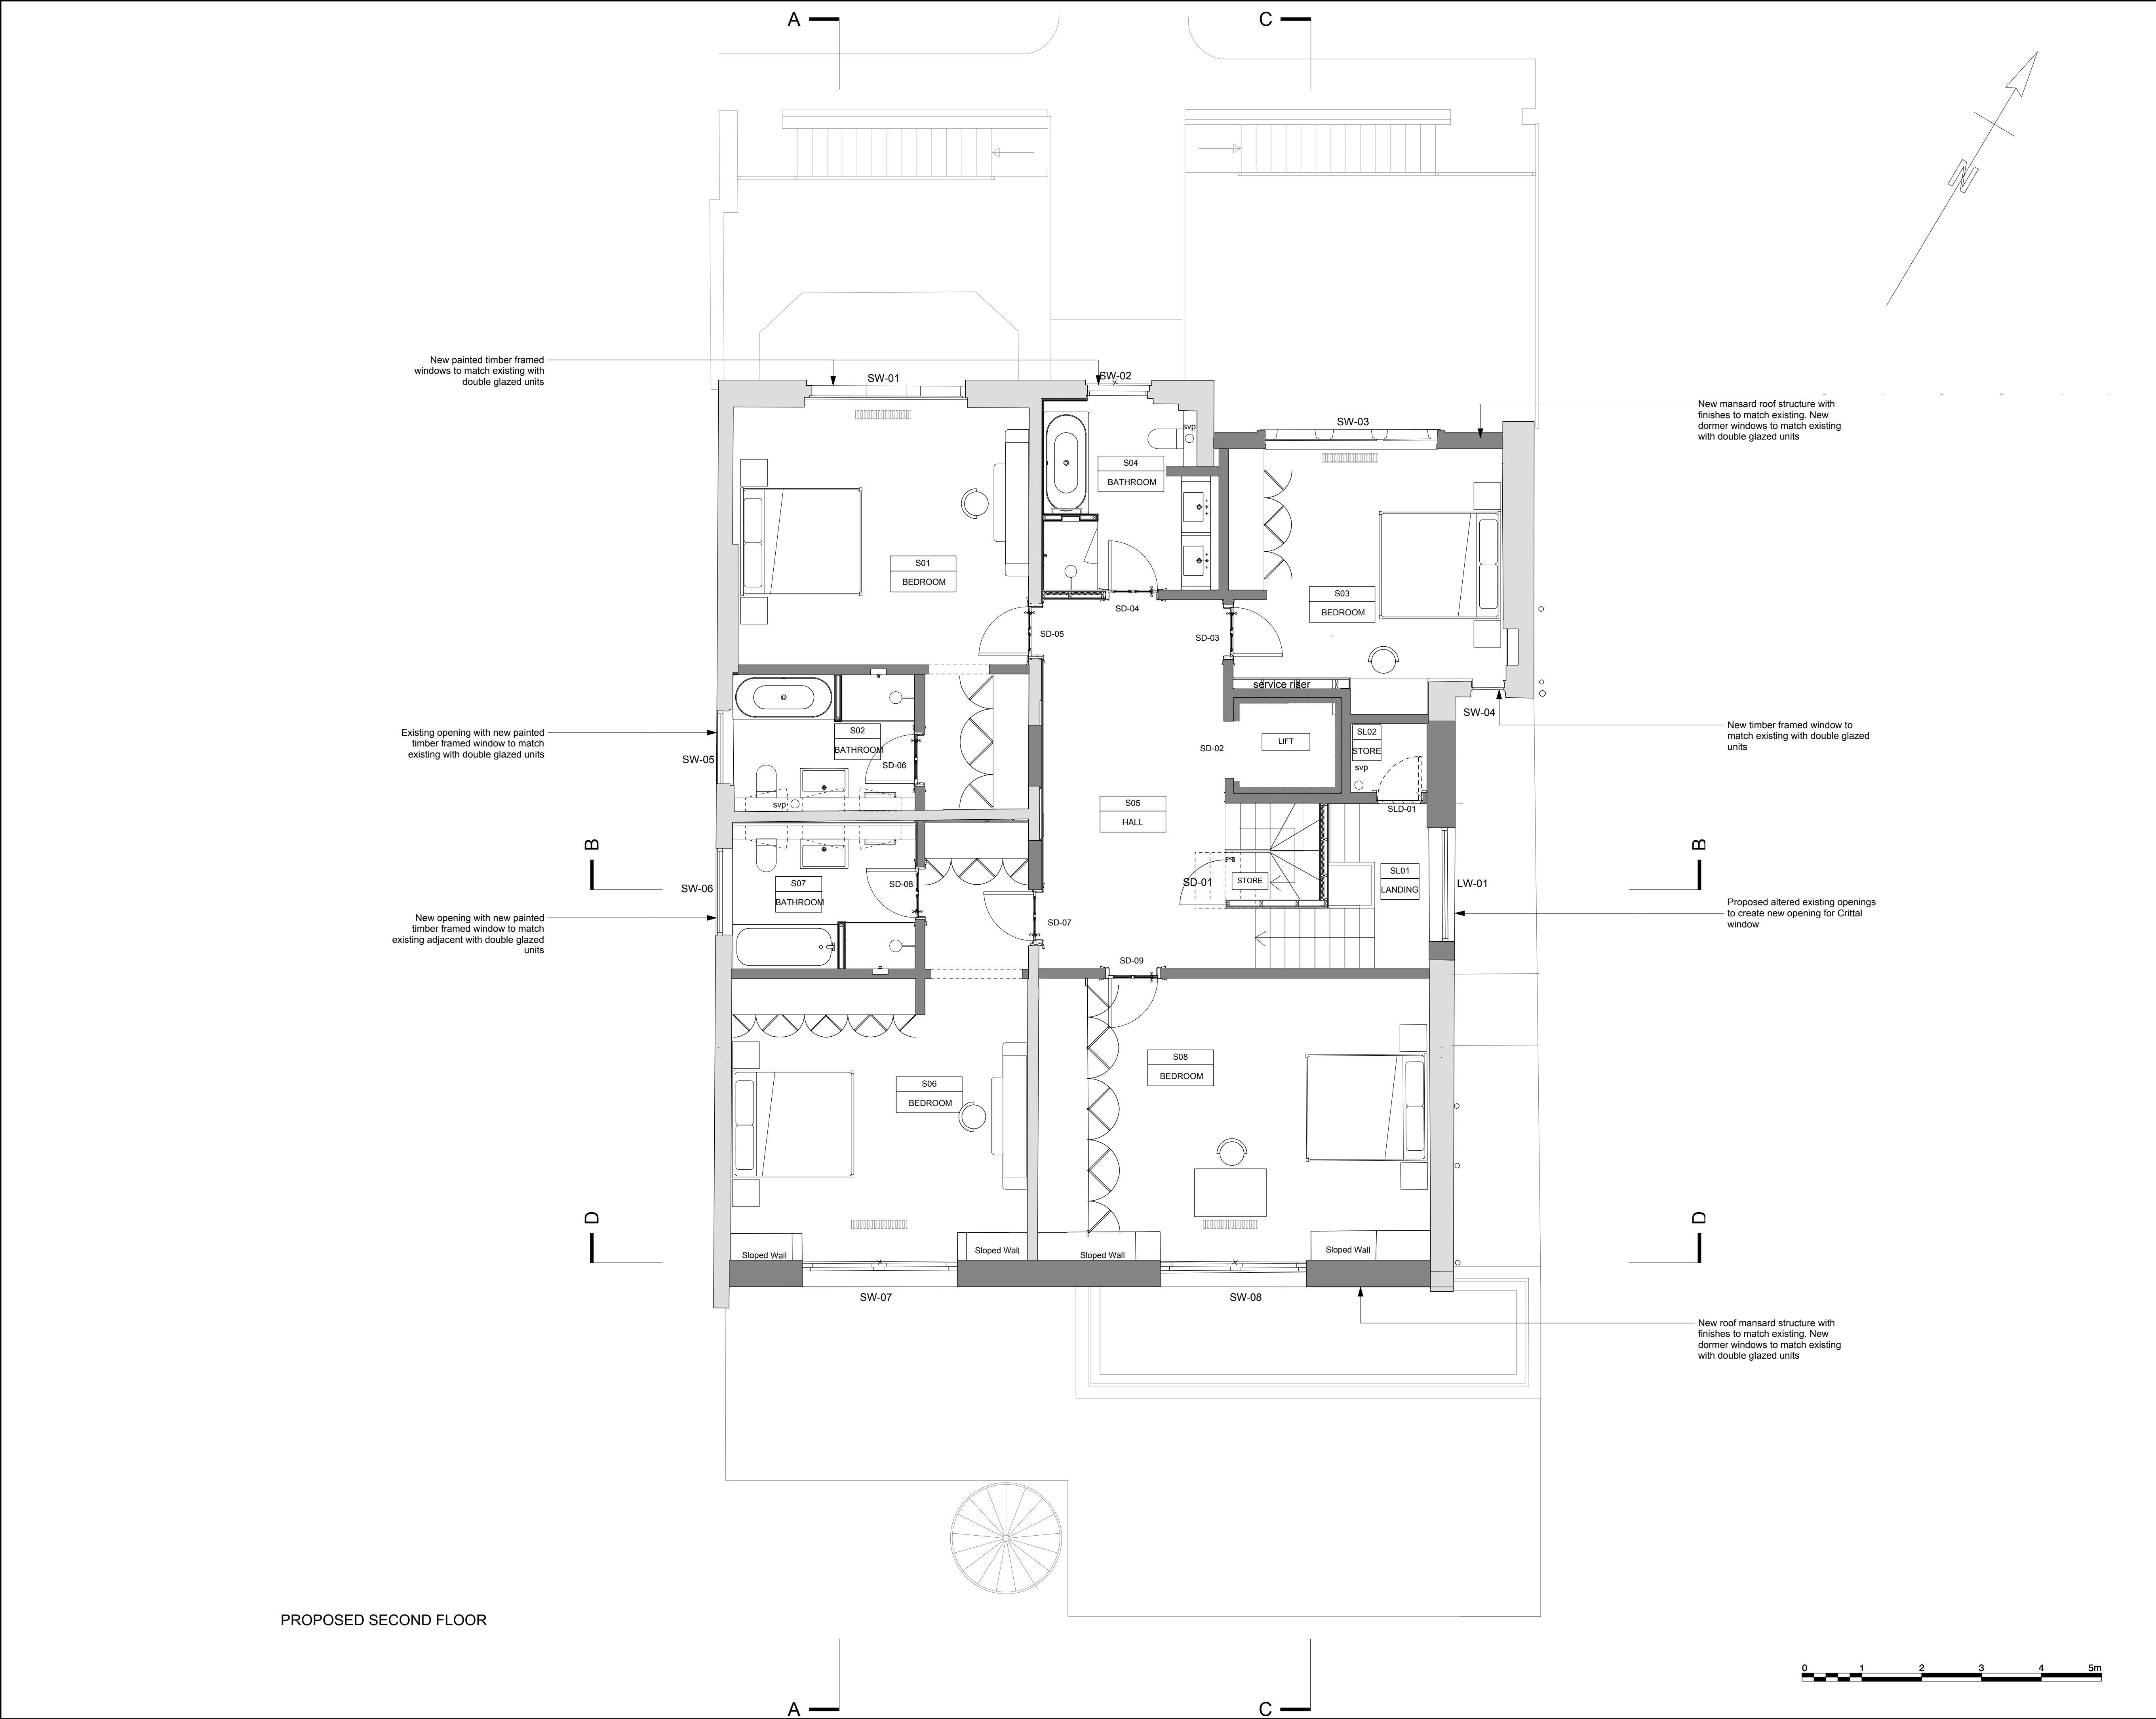 A
C
N
New painted timber framed
windows to match existing with
double glazed units
SW-01
SW-02
SW-03
New mansard roof structure with
finishes to match existing. New
dormer windows to match existing
with double glazed units
svp
S04
BATHROOM
S01
BEDROOM
S03
BEDROOM
SD-04
SD-05
SD-03
service riser
SW-04
New timber framed window to
match existing with double glazed
units
Existing opening with new painted
timber framed window to match
existing with double glazed units
SW-05
S02
BATHROOM
SD-06
svp
SD-02
LIFT
SL02
STORE
svp
SLD-01
S05
HALL
B
B
SW-06
S07
BATHROOM
SD-08
SD-01
STORE
SL01
LANDING
LW-01
New opening with new painted
timber framed window to match
existing adjacent with double glazed
units
Proposed altered existing openings
to create new opening for Crittal
window
SD-07
SD-09
S06
BEDROOM
S08
BEDROOM
D
D
Sloped Wall
Sloped Wall
Sloped Wall
Sloped Wall
SW-07
SW-08
New roof mansard structure with
finishes to match existing. New
dormer windows to match existing
with double glazed units
PROPOSED SECOND FLOOR
0 1 2 3 4 5m
A
C